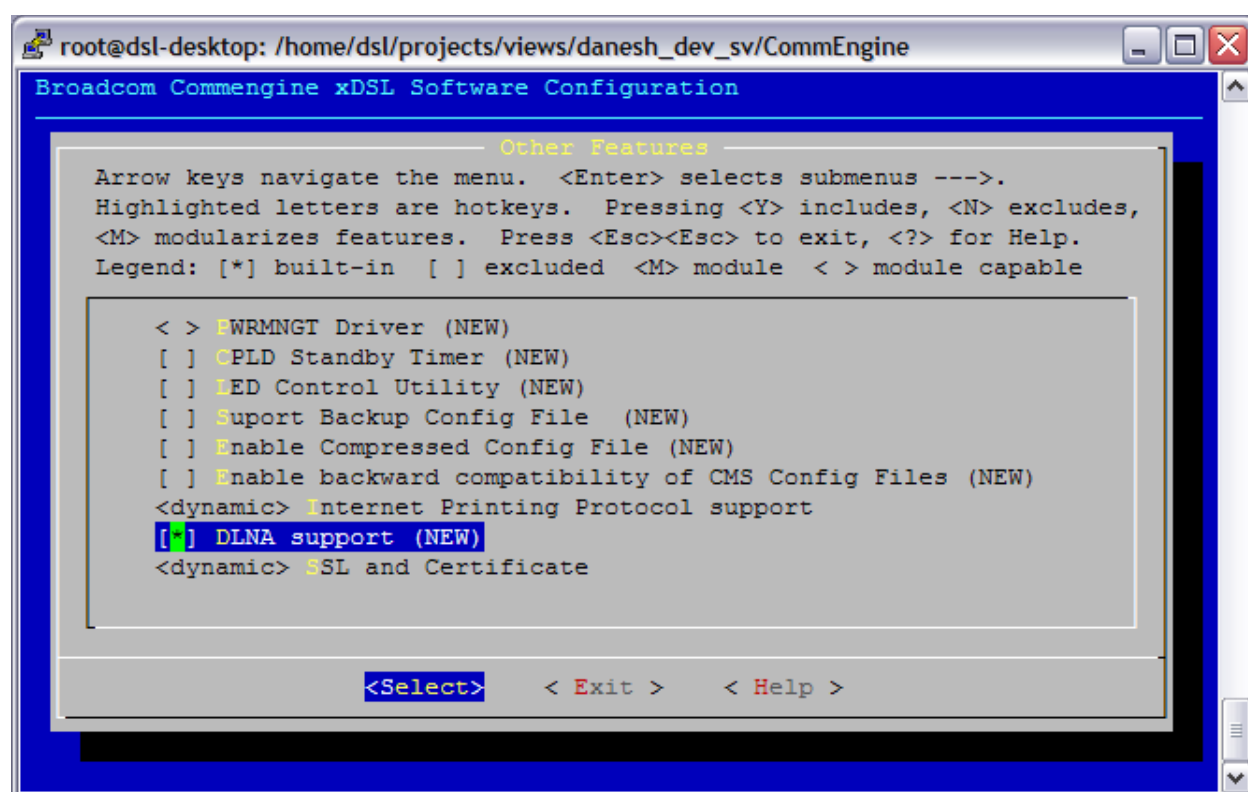 root@dsl-desktop: /home/dsl/projects/views/danesh_dev_sv/CommEngine
Broadcom Commengine xDSL Software Configuration
Other Features
Arrow keys navigate the menu.  <Enter> selects submenus --->.
Highlighted letters are hotkeys.  Pressing <Y> includes, <N> excludes,
<M> modularizes features.  Press <Esc><Esc> to exit, <?> for Help.
Legend: [*] built-in  [ ] excluded  <M> module  < > module capable
< > PWRMNGT Driver (NEW)
[ ] CPLD Standby Timer (NEW)
[ ] LED Control Utility (NEW)
[ ] Suport Backup Config File  (NEW)
[ ] Enable Compressed Config File (NEW)
[ ] Enable backward compatibility of CMS Config Files (NEW)
<dynamic> Internet Printing Protocol support
[*] DLNA support (NEW)
<dynamic> SSL and Certificate
<Select>    < Exit >    < Help >